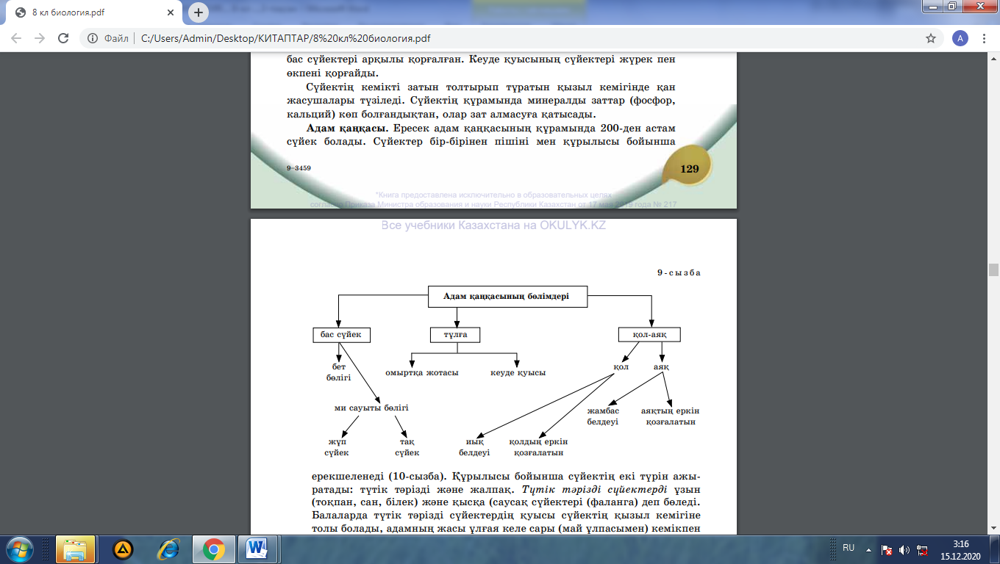 8 кл биология.pdf
Файл
C:/Users/Admin/Desktop/КИТАПТАР/8%20кл%20биология.pdf
A
бас сүйектері арқылы қорғалған. Кеуде қуысының сүйектері жүрек пен
өкпені қорғайды.
Сүйектің кемікті затын толтырып тұратын қызыл кемігінде қан
жасушалары түзіледі. Сүйектің құрамында минералды заттар (фосфор,
кальций) көп болғандықтан, олар зат алмасуға қатысады.
Адам қаңқасы. Ересек адам қаңқасының құрамында 200-ден астам
сүйек болады. Сүйектер бір-бірінен пішіні мен құрылысы бойынша
9–3459
129
*Книга предоставлена исключительно в образовательных целях
согласно Приказа Министра образования и науки Республики Казахстан от 17 мая 2019 года № 217
Все учебники Казахстана на OKULYK.KZ
9-сызба
Адам қаңқасының бөлімдері
бас сүйек
тұлға
қол-аяқ
бет
бөлігі
омыртқа жотасы
кеуде қуысы
қол
аяқ
ми сауыты бөлігі
жамбас
белдеуі
аяқтың еркін
қозғалатын
жұп
сүйек
тақ
сүйек
иық
белдеуі
қолдың еркін
қозғалатын
ерекшеленеді (10-сызба). Құрылысы бойынша сүйектің екі түрін ажы-
ратады: түтік тәрізді және жалпақ. Түтік тәрізді сүйектерді ұзын
(тоқпан, сан, білек) және қысқа (саусақ сүйектері (фаланга) деп бөледі.
Балаларда түтік тәрізді сүйектердің қуысы сүйектің қызыл кемігіне
толы болады, адамның жасы ұлғая келе сары (май ұлпасымен) кемікпен
RU
3:16
15.12.2020